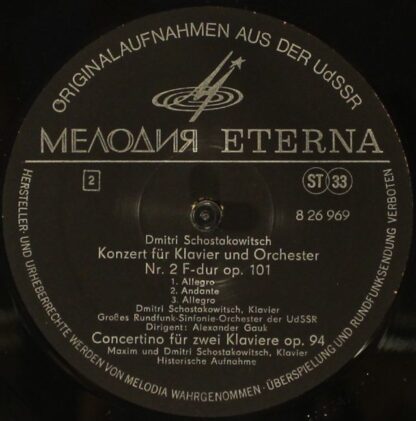 ORIGINALAUFNAHMEN AUS DER UdSSR
МЕЛОДИЯ ETERNA
2
ST 33
8 26 969
Dmitri Schostakowitsch
Konzert für Klavier und Orchester
Nr. 2 F-dur op. 101
1. Allegro
2. Andante
3. Allegro
Dmitri Schostakowitsch, Klavier
Großes Rundfunk-Sinfonie-Orchester der UdSSR
Dirigent: Alexander Gauk
Concertino für zwei Klaviere op. 94
Maxim und Dmitri Schostakowitsch, Klavier
Historische Aufnahme
HERSTELLER- UND URHEBERRECHTE WERDEN VON MELODIA WAHRGENOMMEN · ÜBERSPIELUNG UND RUNDFUNKSENDUNG VERBOTEN